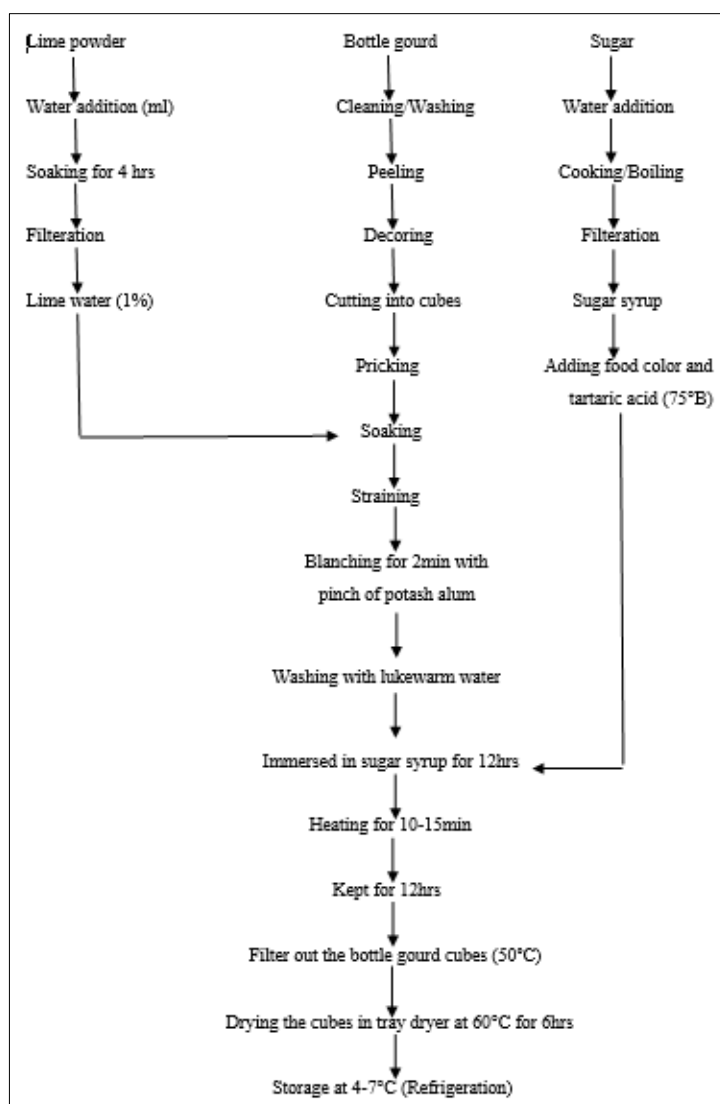 Lime powder
Water addition (ml)
Soaking for 4 hrs
Filteration
Lime water (1%)
Bottle gourd
Cleaning/Washing
Peeling
Decoring
Cutting into cubes
Pricking
Soaking
Straining
Blanching for 2min with
pinch of potash alum
Washing with lukewarm water
Immersed in sugar syrup for 12hrs
Heating for 10-15min
Kept for 12hrs
Filter out the bottle gourd cubes (50°C)
Drying the cubes in tray dryer at 60°C for 6hrs
Storage at 4-7°C (Refrigeration)
Sugar
Water addition
Cooking/Boiling
Filteration
Sugar syrup
Adding food color and
tartaric acid (75°B)